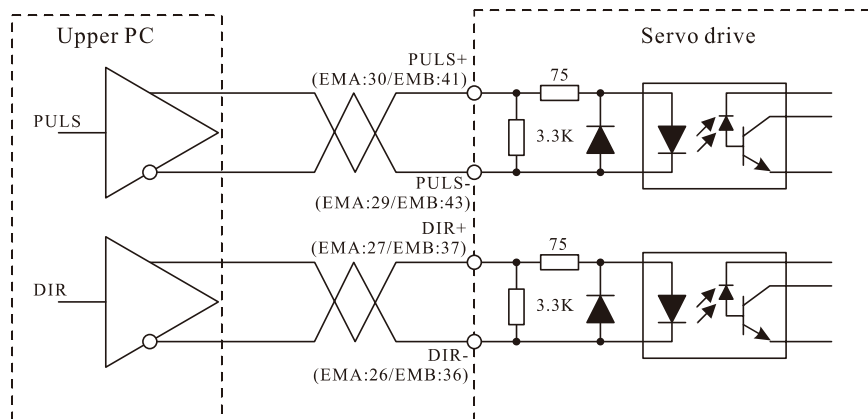 Upper PC
Servo drive
PULS+
(EMA:30/EMB:41)
75
PULS
3.3K
PULS-
(EMA:29/EMB:43)
DIR+
(EMA:27/EMB:37)
75
DIR
3.3K
DIR-
(EMA:26/EMB:36)